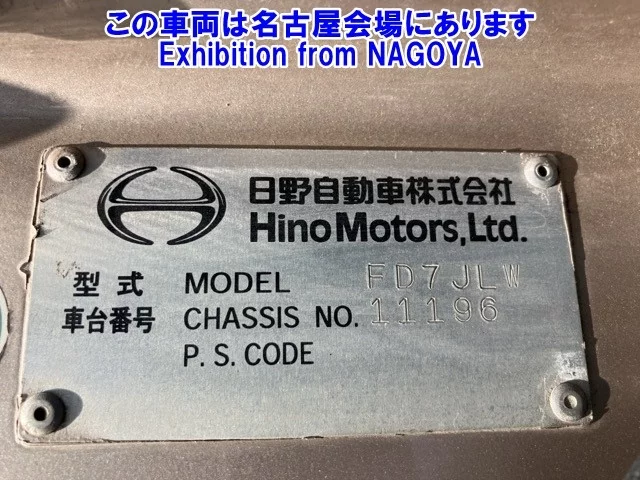 この車両は名古屋会場にあります
Exhibition from NAGOYA
日野自動車株式会社
Hino Motors, Ltd.
型式 MODEL FD7JLW
車台番号 CHASSIS NO. 11196
P. S. CODE